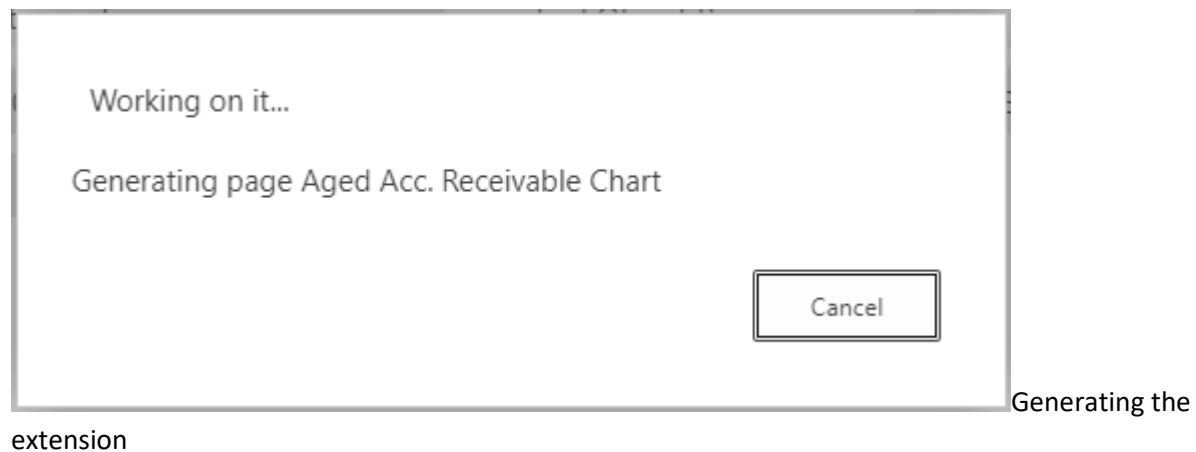 Working on it...
Generating page Aged Acc. Receivable Chart
Cancel
Generating the
extension